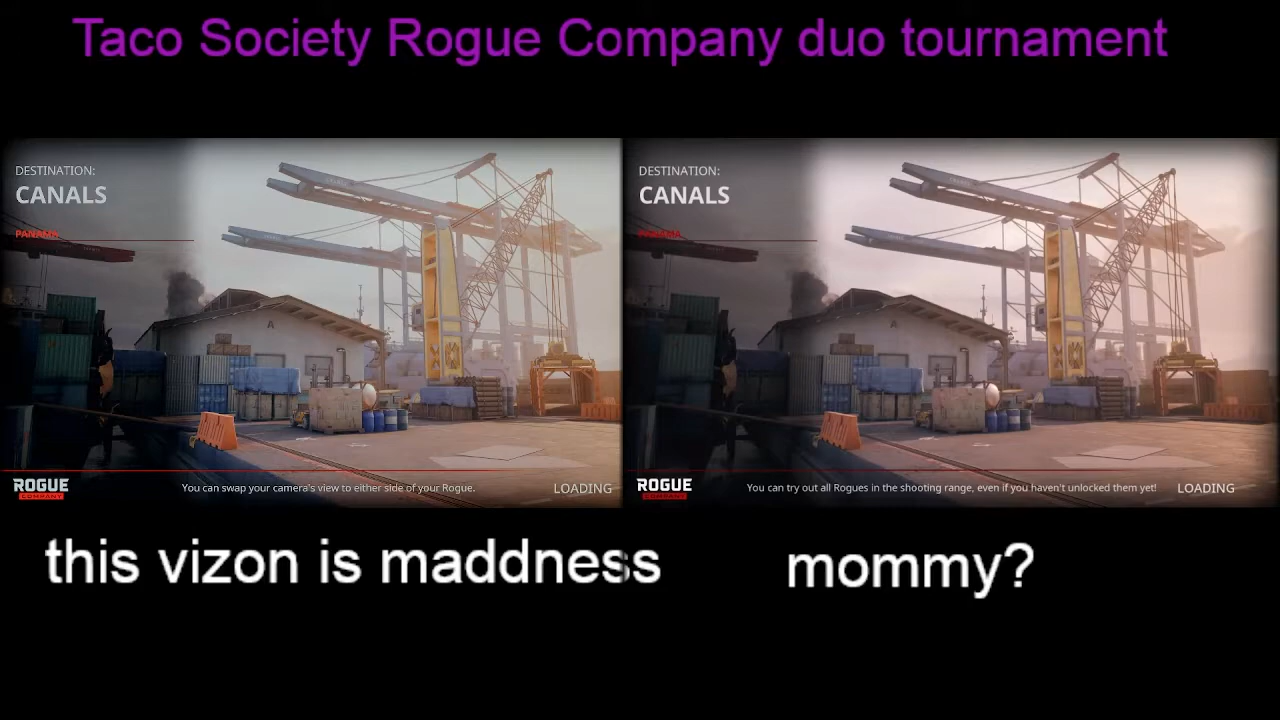 Taco Society Rogue Company duo tournament
DESTINATION:
CANALS
PANAMA
A
ROGUE
COMPANY
You can swap your camera's view to either side of your Rogue.
LOADING
DESTINATION:
CANALS
PANAMA
A
ROGUE
COMPANY
You can try out all Rogues in the shooting range, even if you haven't unlocked them yet!
LOADING
this vizon is maddness
mommy?